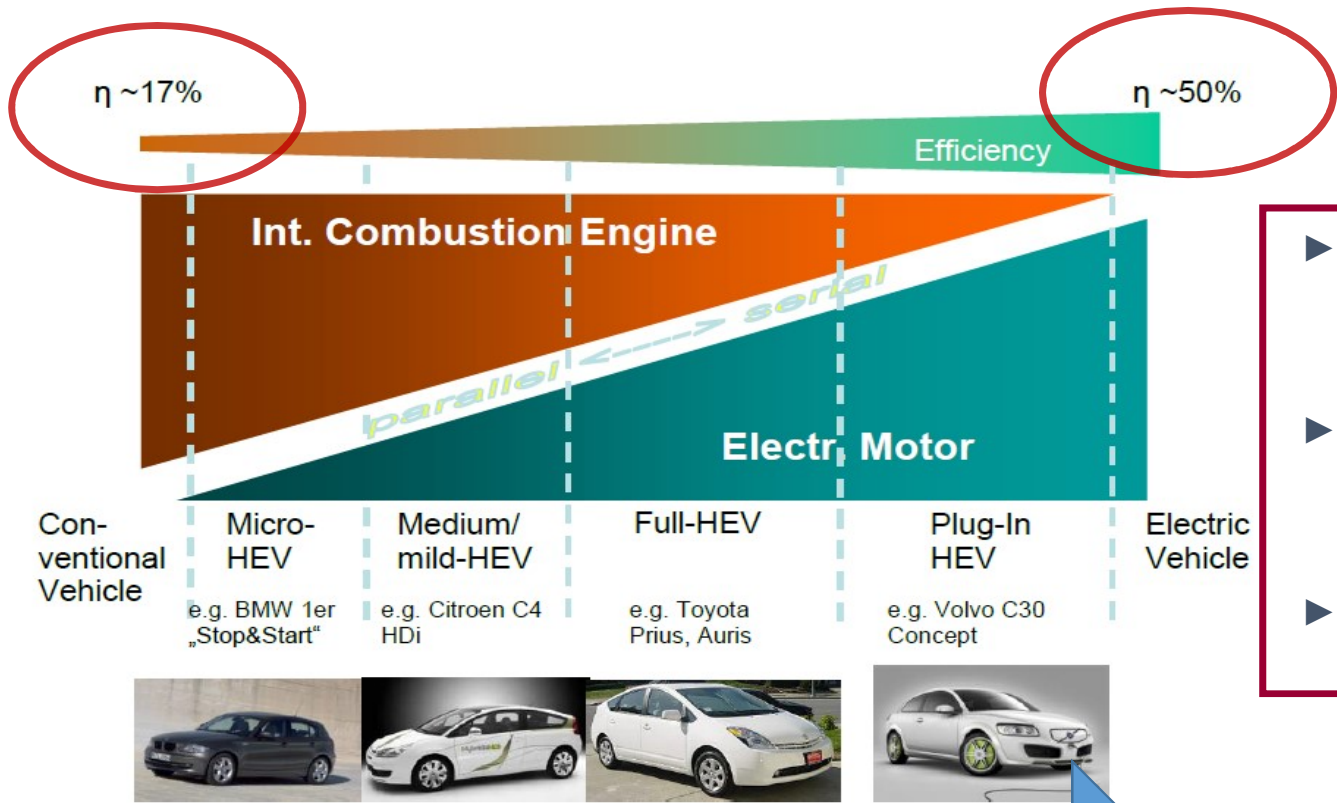 η ~17%
η ~50%
Efficiency
Int. Combustion Engine
parallel <-----> serial
Electr. Motor
Con-
ventional
Vehicle
Micro-
HEV
e.g. BMW 1er
„Stop&Start“
Medium/
mild-HEV
e.g. Citroen C4
HDi
Full-HEV
e.g. Toyota
Prius, Auris
Plug-In
HEV
e.g. Volvo C30
Concept
Electric
Vehicle